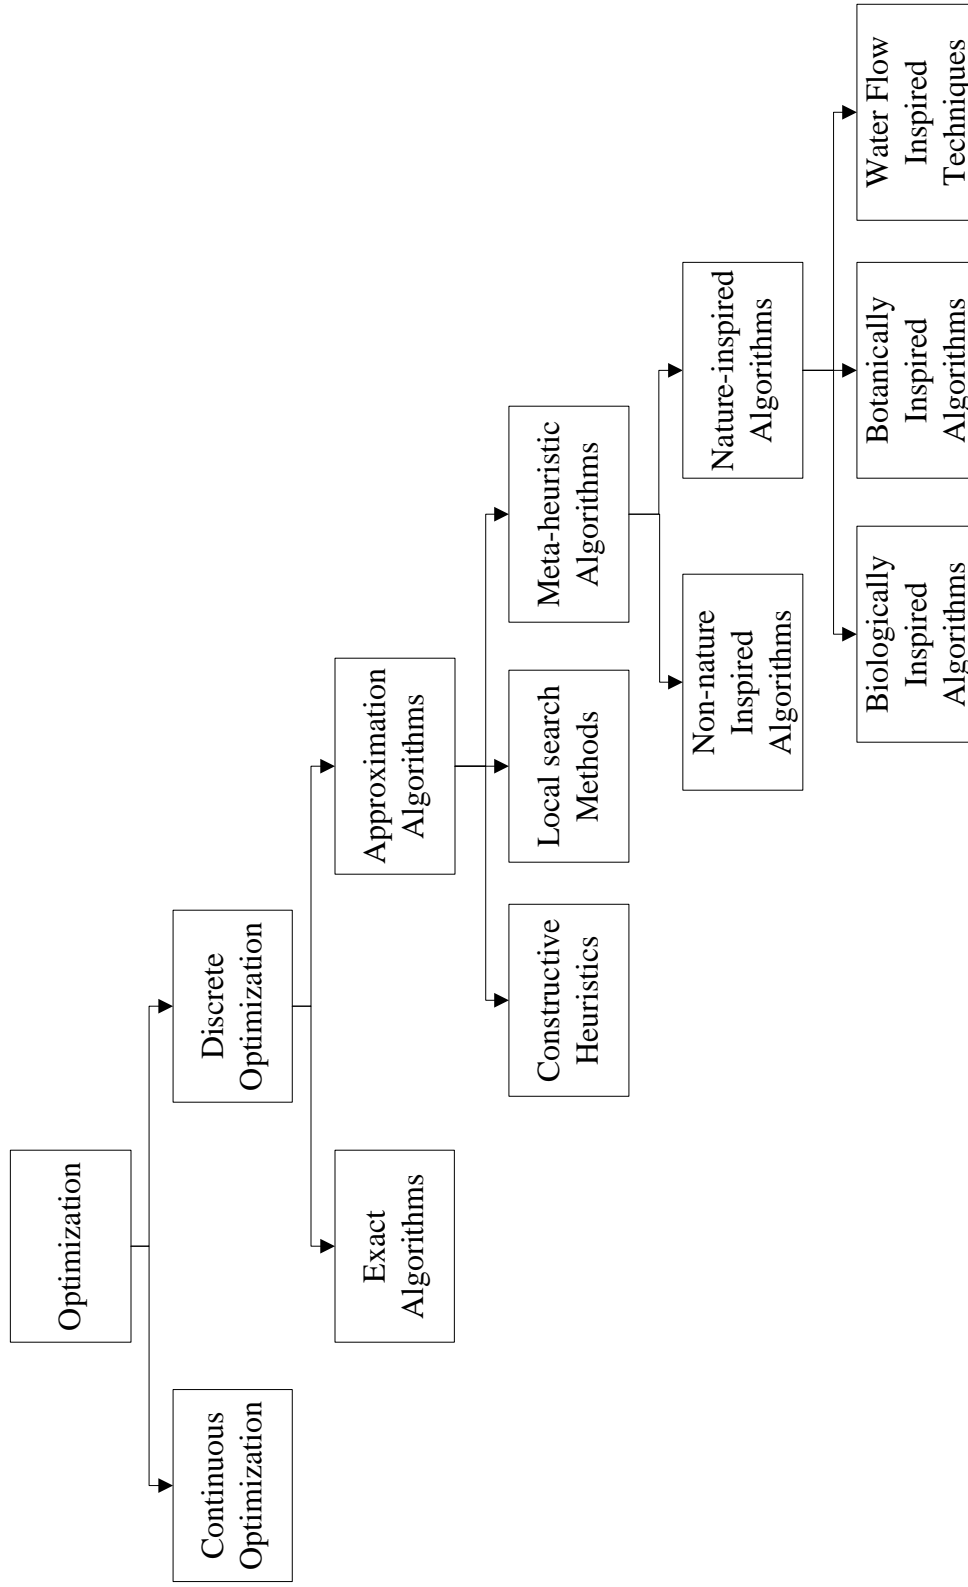 Optimization
Continuous
Optimization
Discrete
Optimization
Exact
Algorithms
Approximation
Algorithms
Constructive
Heuristics
Local search
Methods
Meta-heuristic
Algorithms
Non-nature
Inspired
Algorithms
Nature-inspired
Algorithms
Biologically
Inspired
Algorithms
Botanically
Inspired
Algorithms
Water Flow
Inspired
Techniques